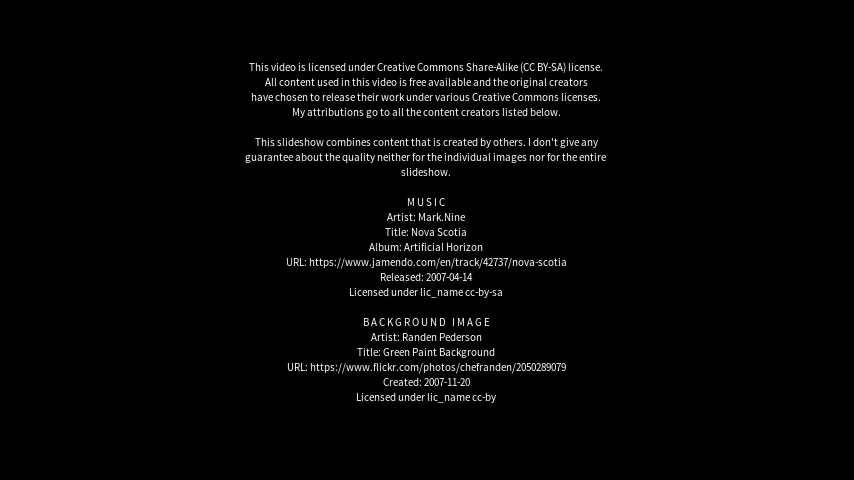 This video is licensed under Creative Commons Share-Alike (CC BY-SA) license.
All content used in this video is free available and the original creators
have chosen to release their work under various Creative Commons licenses.
My attributions go to all the content creators listed below.
This slideshow combines content that is created by others. I don't give any
guarantee about the quality neither for the individual images nor for the entire
slideshow.
MUSIC
Artist: Mark.Nine
Title: Nova Scotia
Album: Artificial Horizon
URL: https://www.jamendo.com/en/track/42737/nova-scotia
Released: 2007-04-14
Licensed under lic_name cc-by-sa
BACKGROUND IMAGE
Artist: Randen Pederson
Title: Green Paint Background
URL: https://www.flickr.com/photos/chefranden/2050289079
Created: 2007-11-20
Licensed under lic_name cc-by